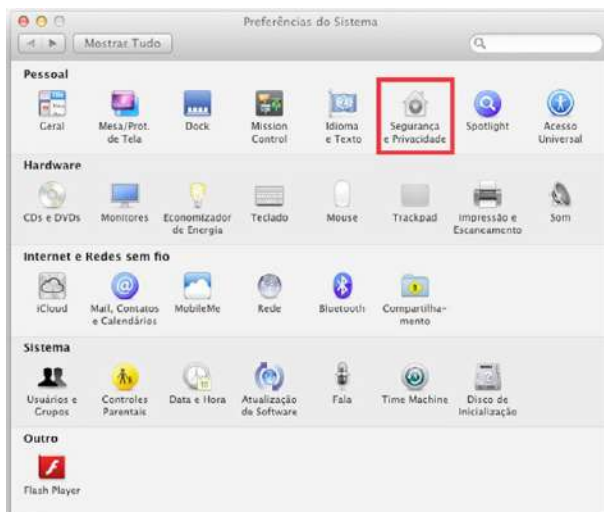 Preferências do Sistema
Mostrar Tudo
Pessoal
Geral
Mesa/Prot.
de Tela
Dock
Mission
Control
Idioma
e Texto
Segurança
e Privacidade
Spotlight
Acesso
Universal
Hardware
CDs e DVDs
Monitores
Economizador
de Energia
Teclado
Mouse
Trackpad
Impressão e
Escaneamento
Som
Internet e Redes sem fio
iCloud
Mail, Contatos
e Calendários
MobileMe
Rede
Bluetooth
Compartilha-
mento
Sistema
Usuários e
Grupos
Controles
Parentais
Data e Hora
Atualização
de Software
Fala
Time Machine
Disco de
Inicialização
Outro
Flash Player